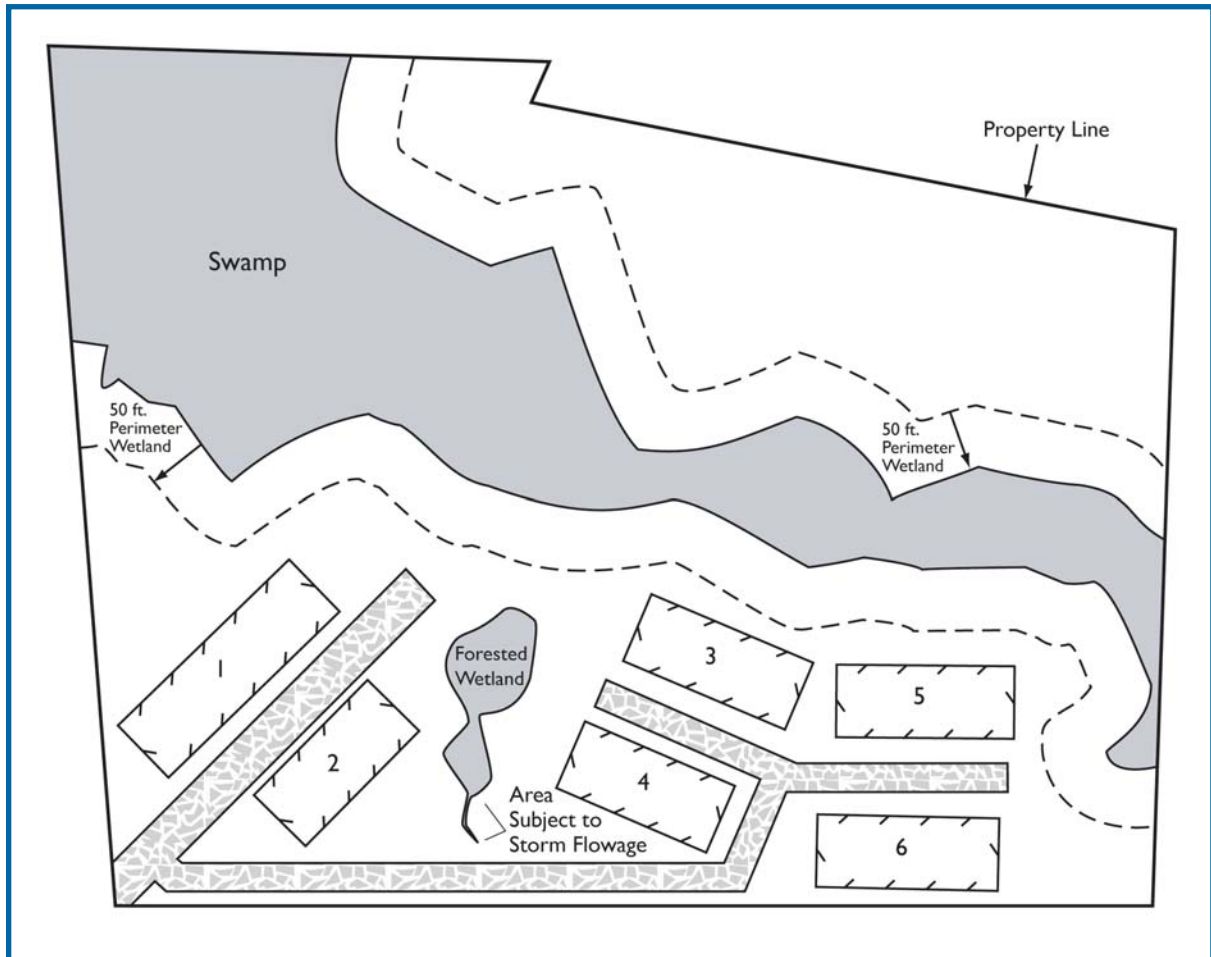 Property Line
Swamp
50 ft.
Perimeter
Wetland
50 ft.
Perimeter
Wetland
Forested
Wetland
3
5
2
4
Area
Subject to
Storm Flowage
6